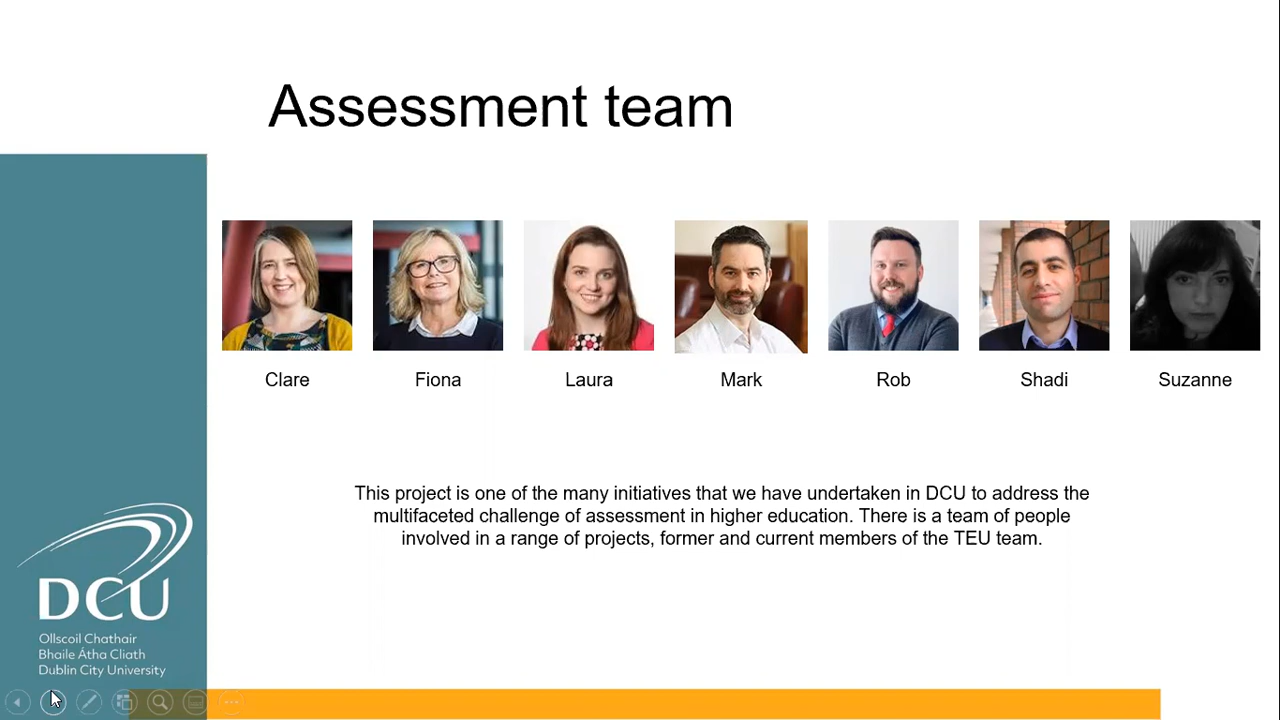 Assessment team
Clare
Fiona
Laura
Mark
Rob
Shadi
Suzanne
This project is one of the many initiatives that we have undertaken in DCU to address the
multifaceted challenge of assessment in higher education. There is a team of people
involved in a range of projects, former and current members of the TEU team.
DCU
Ollscoil Chathair
Bhaile Átha Cliath
Dublin City University